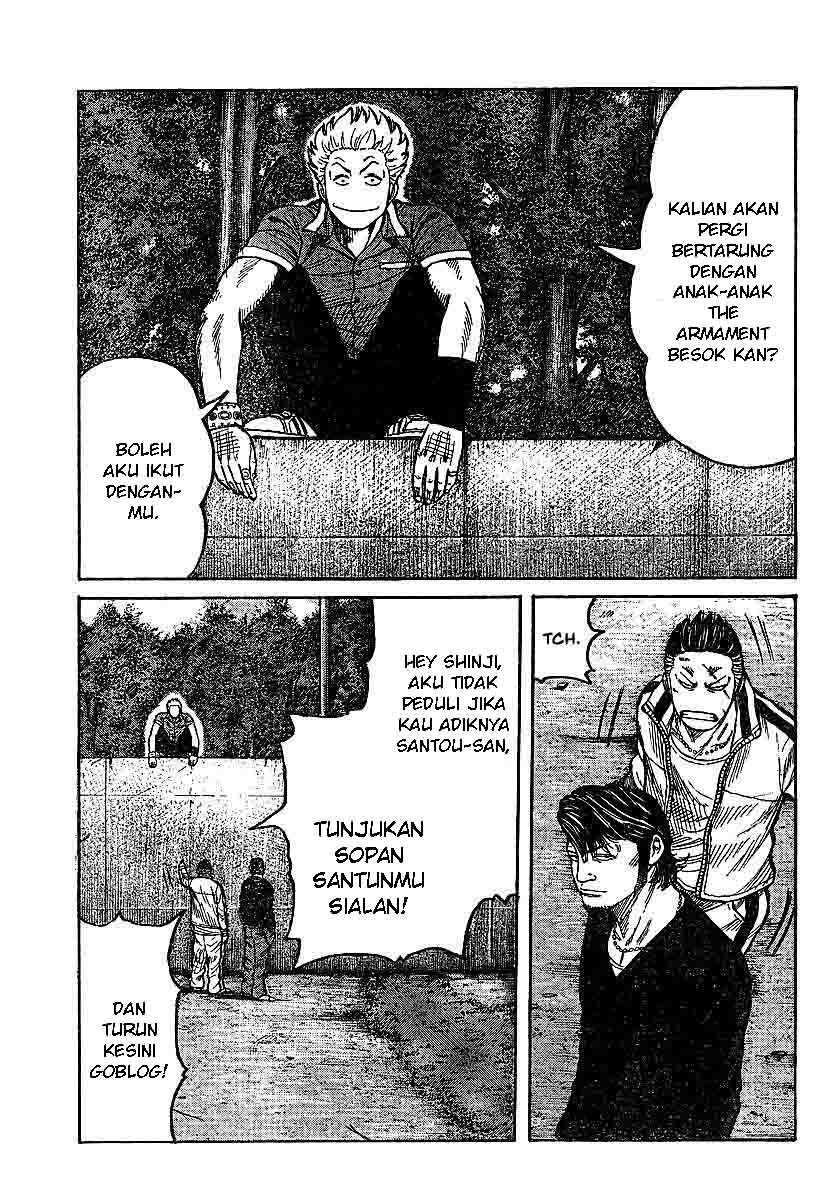 KALIAN AKAN
PERGI
BERTARUNG
DENGAN
ANAK-ANAK
THE
ARMAMENT
BESOK KAN?
BOLEH
AKU IKUT
DENGAN-
MU.
TCH.
HEY SHINJI,
AKU TIDAK
PEDULI JIKA
KAU ADIKNYA
SANTOU-SAN,
TUNJUKAN
SOPAN
SANTUNMU
SIALAN!
DAN
TURUN
KESINI
GOBLOG!